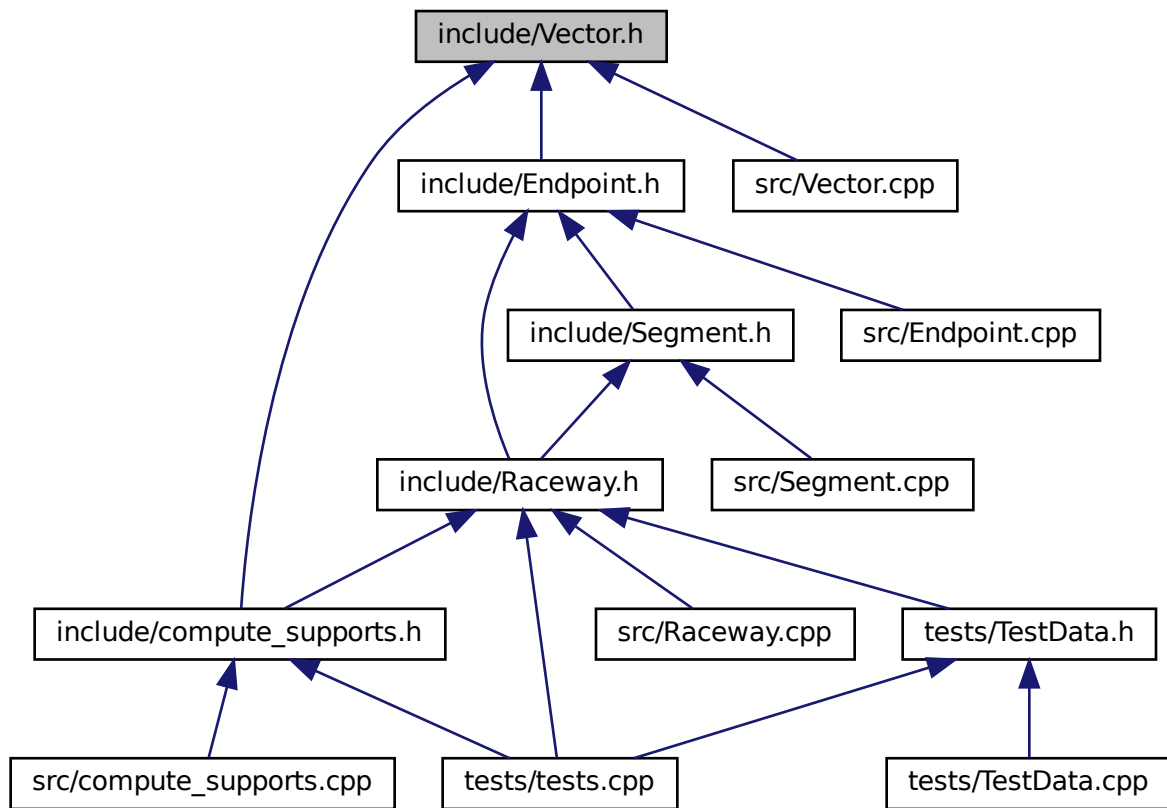 include/Vector.h
include/Endpoint.h
src/Vector.cpp
include/Segment.h
src/Endpoint.cpp
include/Raceway.h
src/Segment.cpp
include/compute_supports.h
src/Raceway.cpp
tests/TestData.h
src/compute_supports.cpp
tests/tests.cpp
tests/TestData.cpp